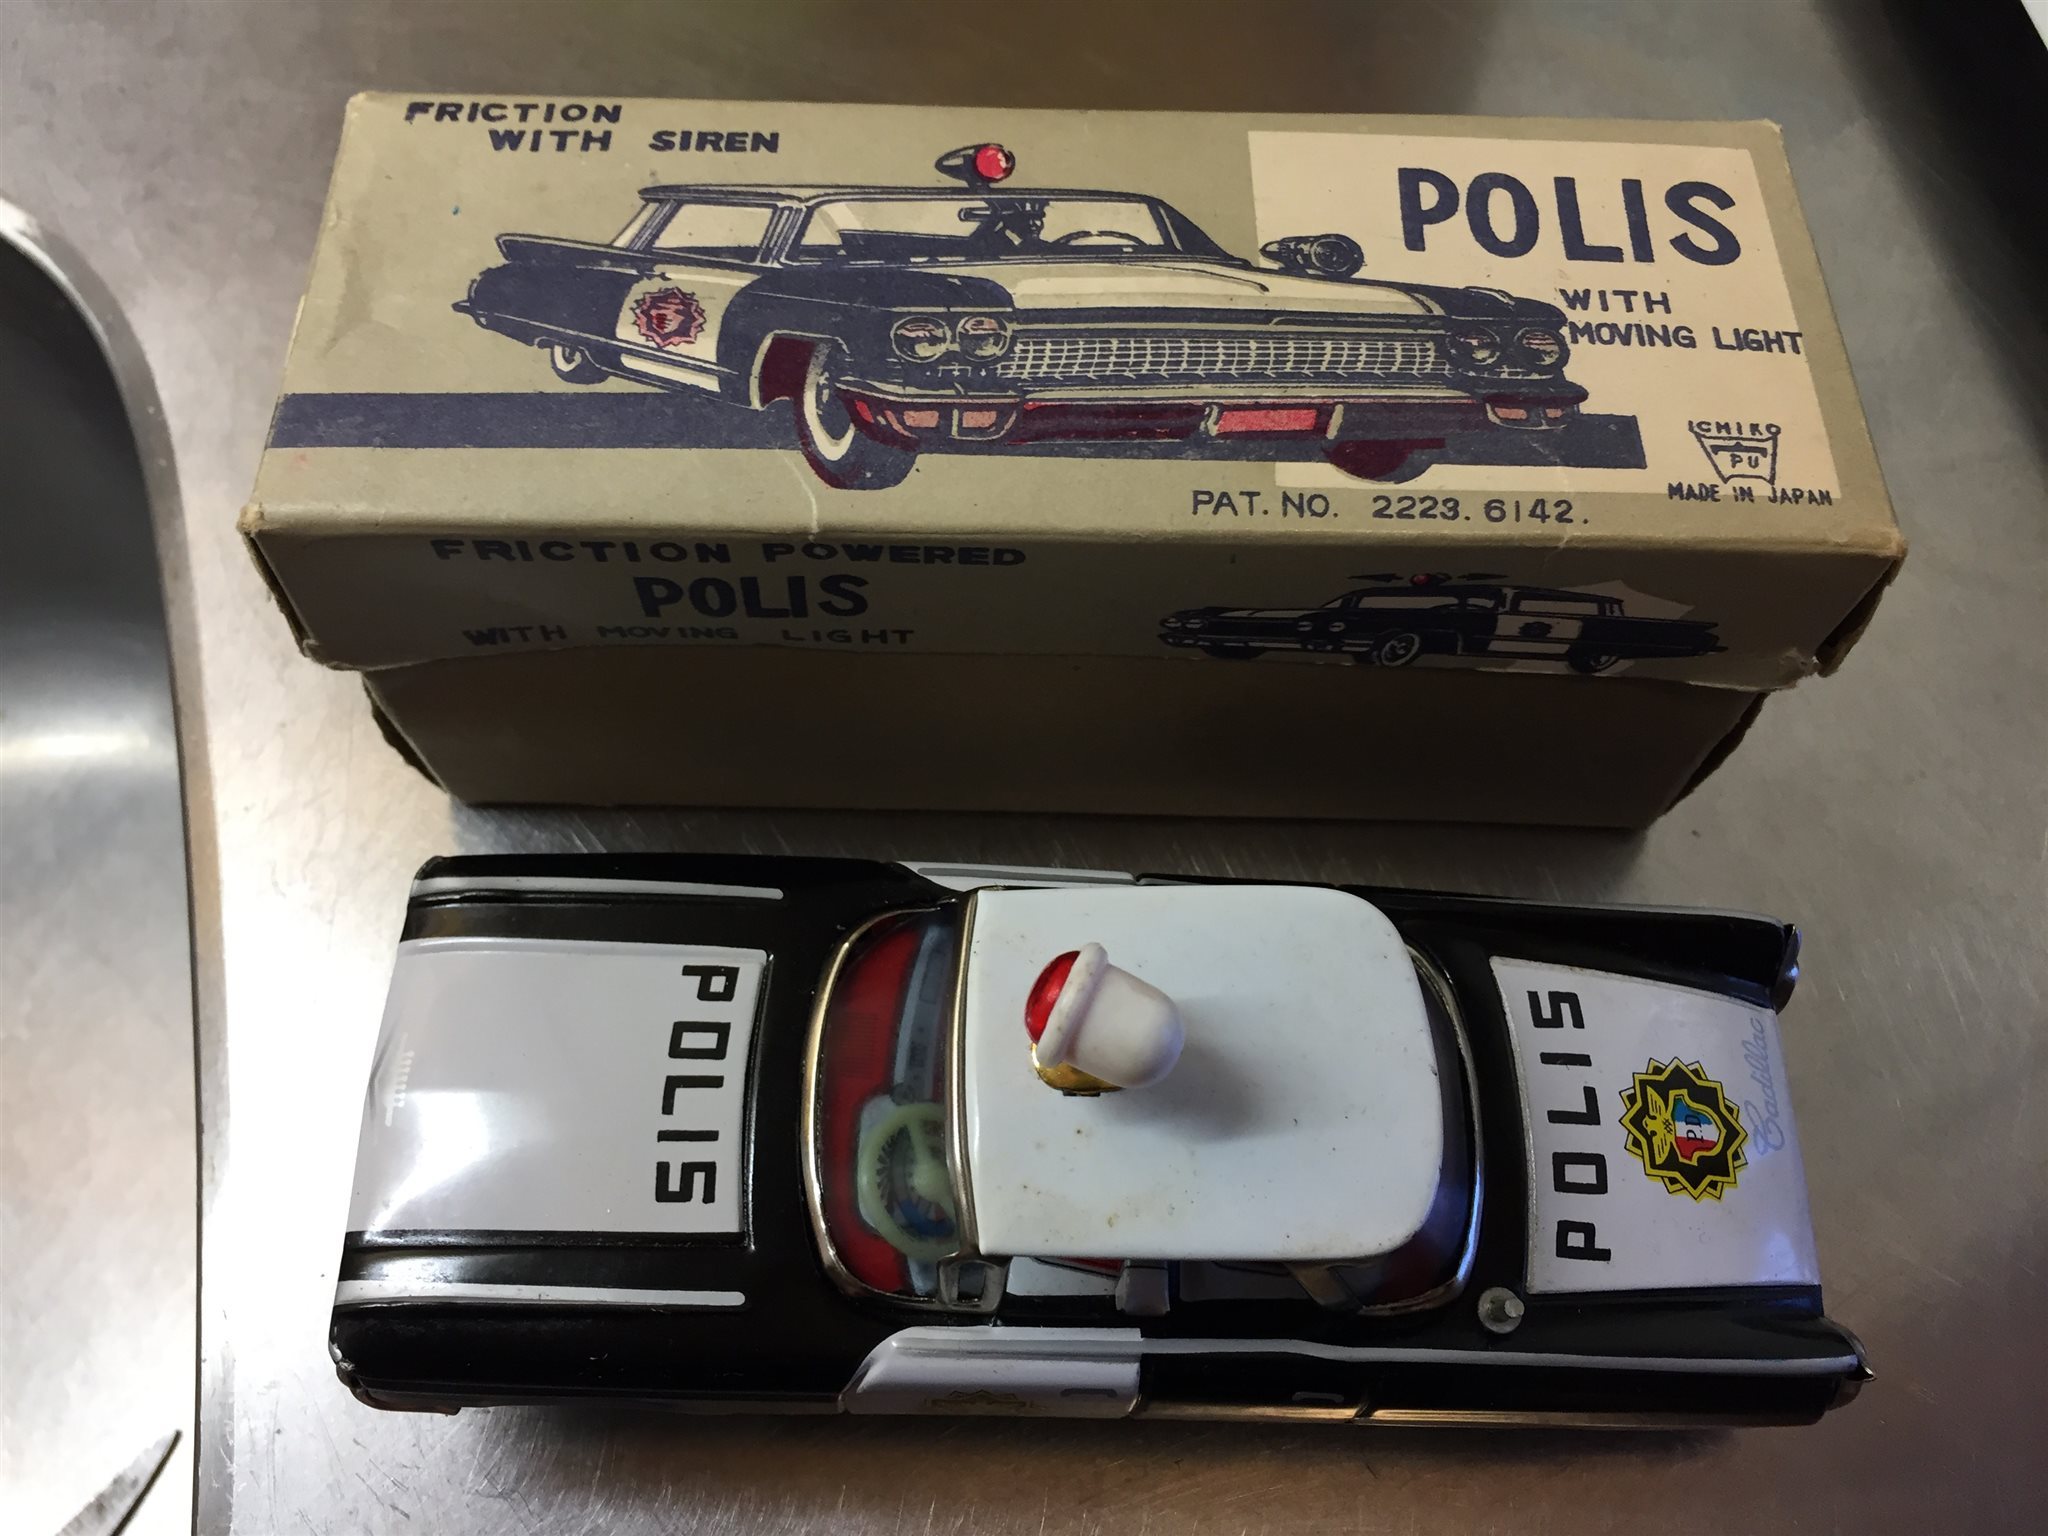 FRICTION
WITH SIREN
POLIS
WITH
MOVING LIGHT
ICHIKO
PU
MADE IN JAPAN
PAT. NO. 2223. 6142.
FRICTION POWERED
POLIS
WITH MOVING LIGHT
POLIS
POLIS
P.D
Cadillac